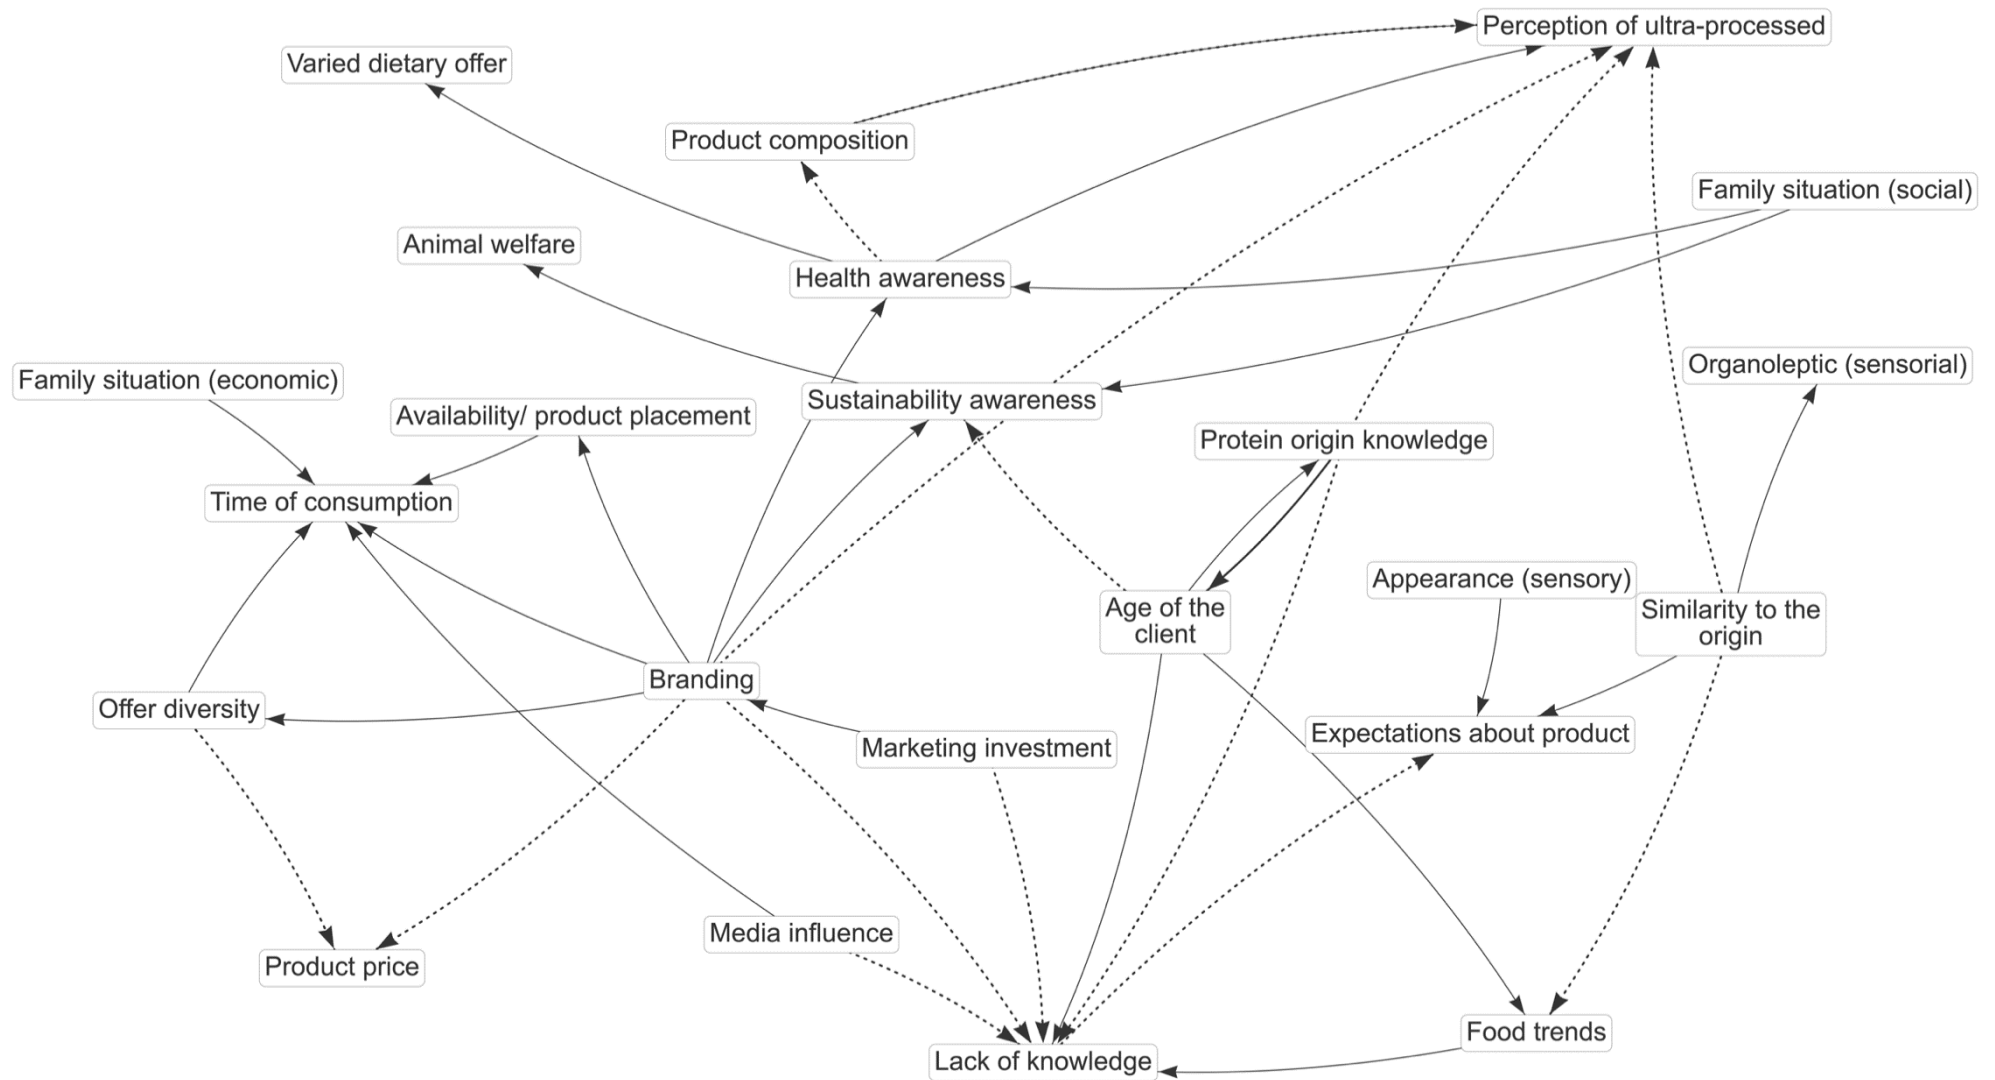 Perception of ultra-processed
Varied dietary offer
Product composition
Family situation (social)
Animal welfare
Health awareness
Organoleptic (sensorial)
Family situation (economic)
Sustainability awareness
Availability/ product placement
Protein origin knowledge
Time of consumption
Appearance (sensory)
Age of the
client
Similarity to the
origin
Branding
Offer diversity
Expectations about product
Marketing investment
Media influence
Product price
Food trends
Lack of knowledge